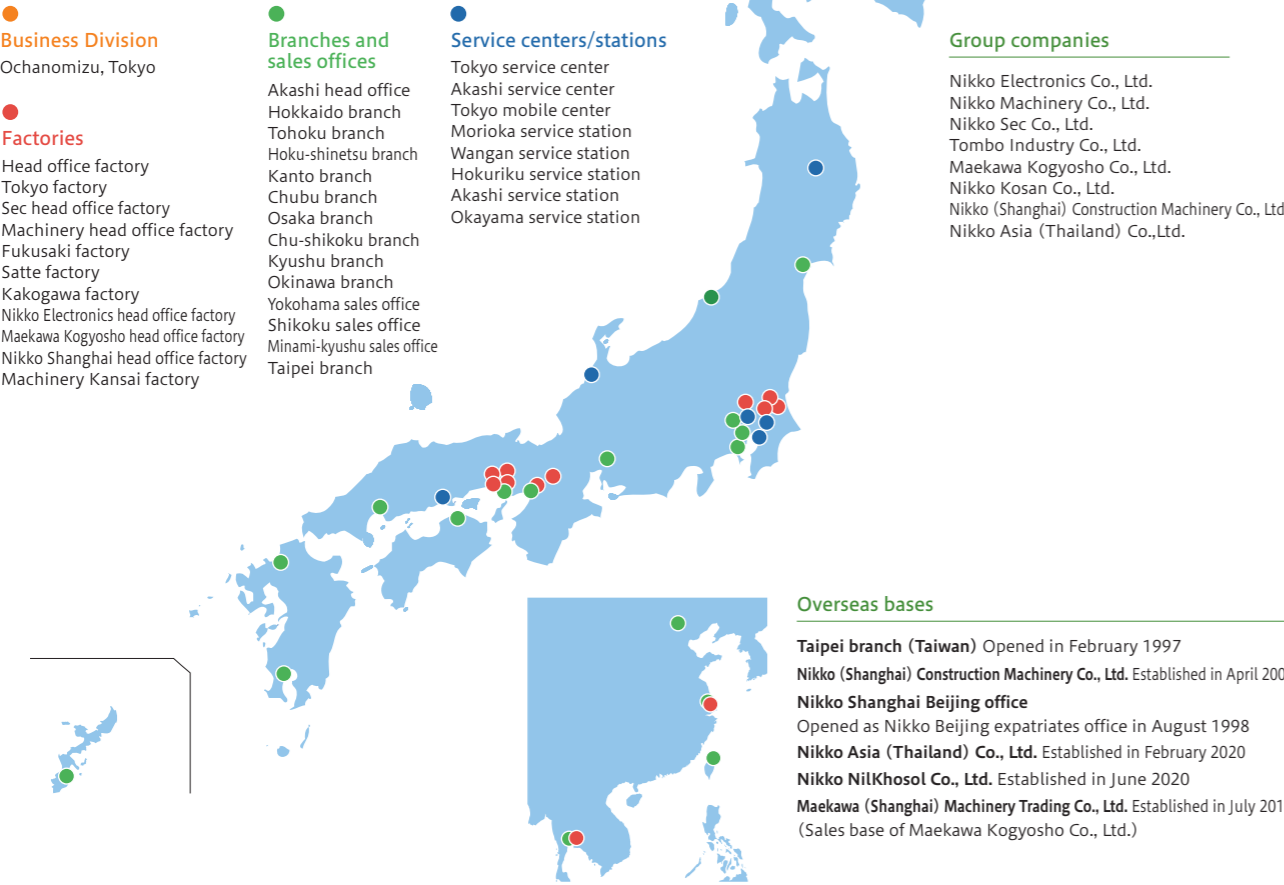 Business Division
Ochanomizu, Tokyo
Factories
Head office factory
Tokyo factory
Sec head office factory
Machinery head office factory
Fukusaki factory
Satte factory
Kakogawa factory
Nikko Electronics head office factory
Maekawa Kogyosho head office factory
Nikko Shanghai head office factory
Machinery Kansai factory
Branches and
sales offices
Akashi head office
Hokkaido branch
Tohoku branch
Hoku-shinetsu branch
Kanto branch
Chubu branch
Osaka branch
Chu-shikoku branch
Kyushu branch
Okinawa branch
Yokohama sales office
Shikoku sales office
Minami-kyushu sales office
Taipei branch
Service centers/stations
Tokyo service center
Akashi service center
Tokyo mobile center
Morioka service station
Wangan service station
Hokuriku service station
Akashi service station
Okayama service station
Group companies
Nikko Electronics Co., Ltd.
Nikko Machinery Co., Ltd.
Nikko Sec Co., Ltd.
Tombo Industry Co., Ltd.
Maekawa Kogyosho Co., Ltd.
Nikko Kosan Co., Ltd.
Nikko (Shanghai) Construction Machinery Co., Ltd
Nikko Asia (Thailand) Co.,Ltd.
Overseas bases
Taipei branch (Taiwan) Opened in February 1997
Nikko (Shanghai) Construction Machinery Co., Ltd. Established in April
Nikko Shanghai Beijing office
Opened as Nikko Beijing expatriates office in August 1998
Nikko Asia (Thailand) Co., Ltd. Established in February 2020
Nikko NilKhosol Co., Ltd. Established in June 2020
Maekawa (Shanghai) Machinery Trading Co., Ltd. Established in July
(Sales base of Maekawa Kogyosho Co., Ltd.)